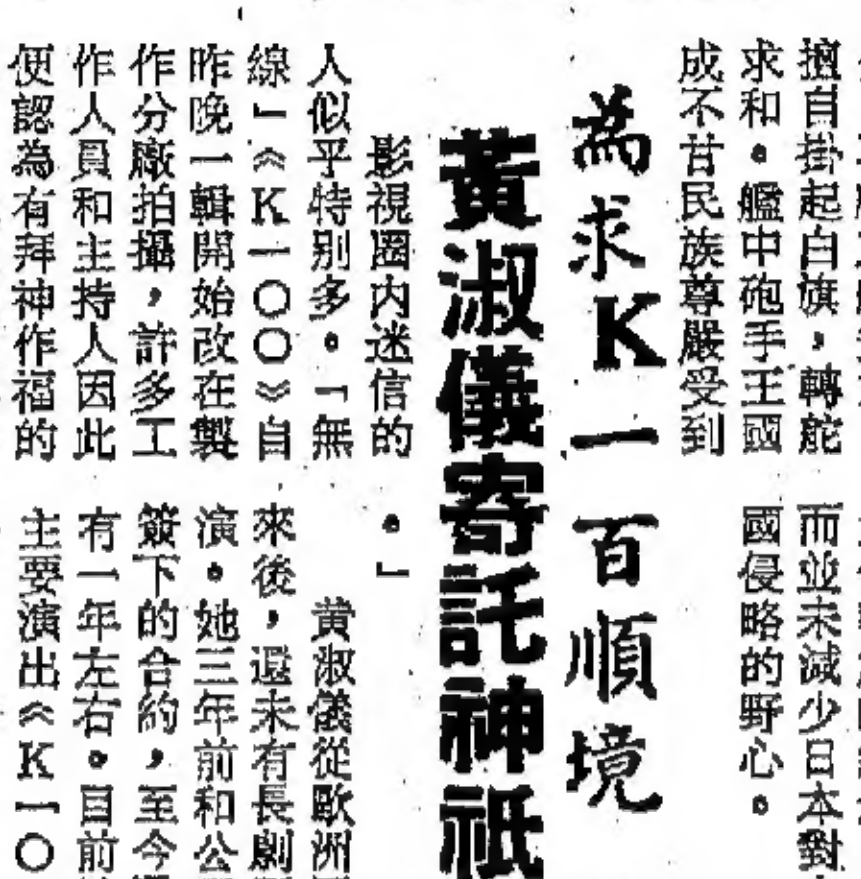 擅自掛起白旗，轉舵
求和。艦中砲手王國
成不甘民族尊嚴受到
而並未減少日本對
國侵略的野心。
為求K一百順境
黃淑儀寄託神祇
影視圈內迷信的
人似乎特別多。「無
線」《K一〇〇》自
昨晚一輯開始改在製
作分廠拍攝，許多工
作人員和主持人因此
便認為有拜神作福的
。」
黃淑儀從歐洲
來後，還未有長劇
演。她三年前和公
簽下的合約，至今
有一年左右。目前
主要演出《K一〇